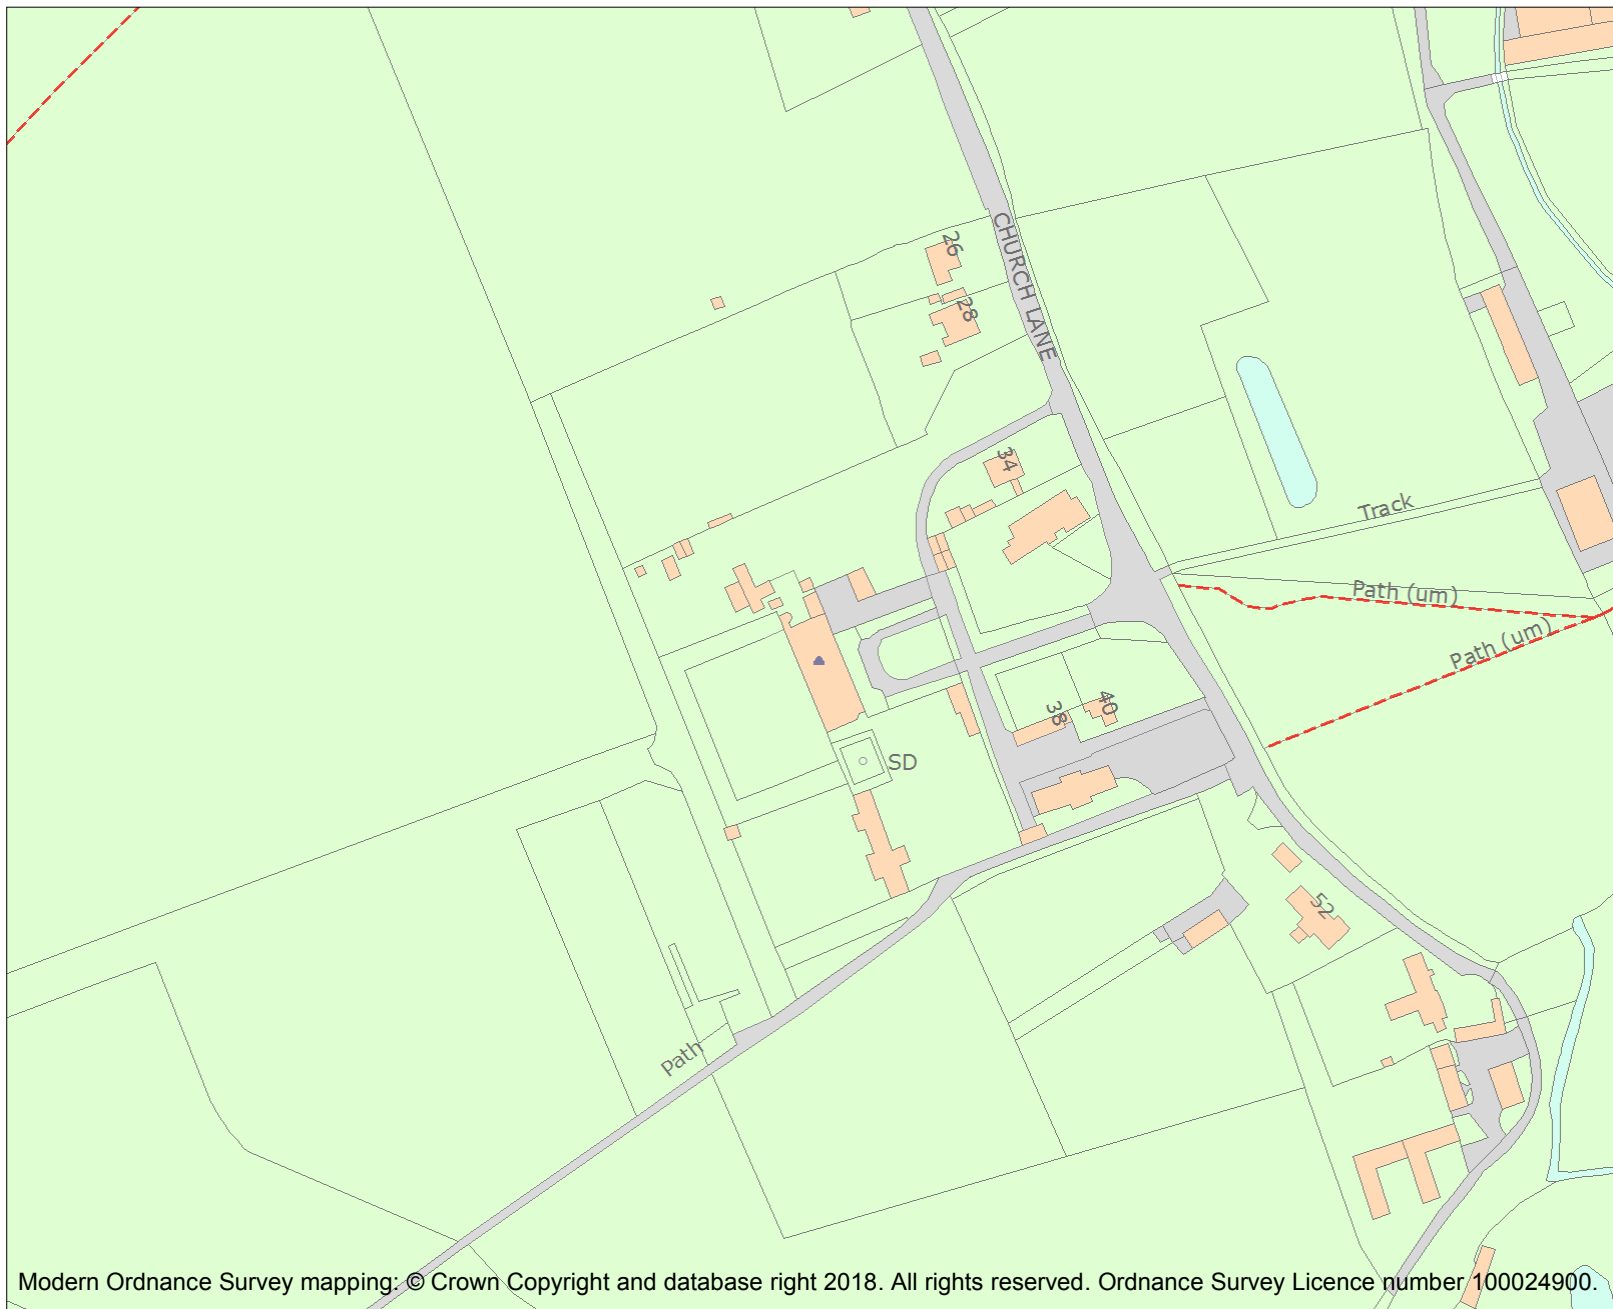 26
CHURCH LANE
28
34
Track
Path (um)
Path (um)
40
38
SD
52
Path
Modern Ordnance Survey mapping: © Crown Copyright and database right 2018. All rights reserved. Ordnance Survey Licence number 100024900.